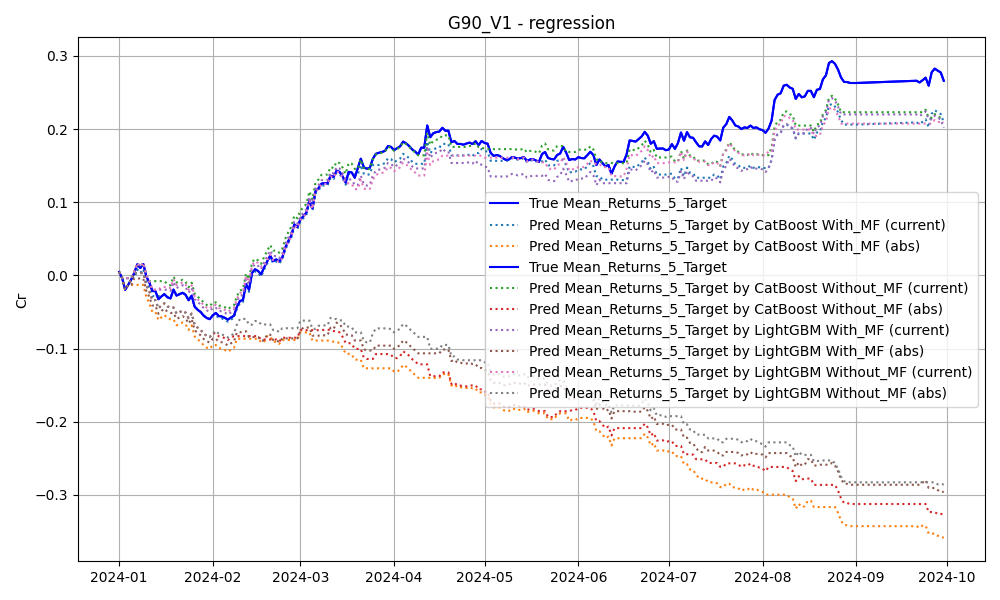 G90_V1 - regression
0.3
0.2
0.1
0.0
−0.1
−0.2
−0.3
Cr
True Mean_Returns_5_Target
Pred Mean_Returns_5_Target by CatBoost With_MF (current)
Pred Mean_Returns_5_Target by CatBoost With_MF (abs)
True Mean_Returns_5_Target
Pred Mean_Returns_5_Target by CatBoost Without_MF (current)
Pred Mean_Returns_5_Target by CatBoost Without_MF (abs)
Pred Mean_Returns_5_Target by LightGBM With_MF (current)
Pred Mean_Returns_5_Target by LightGBM With_MF (abs)
Pred Mean_Returns_5_Target by LightGBM Without_MF (current)
Pred Mean_Returns_5_Target by LightGBM Without_MF (abs)
2024-01 2024-02 2024-03 2024-04 2024-05 2024-06 2024-07 2024-08 2024-09 2024-10